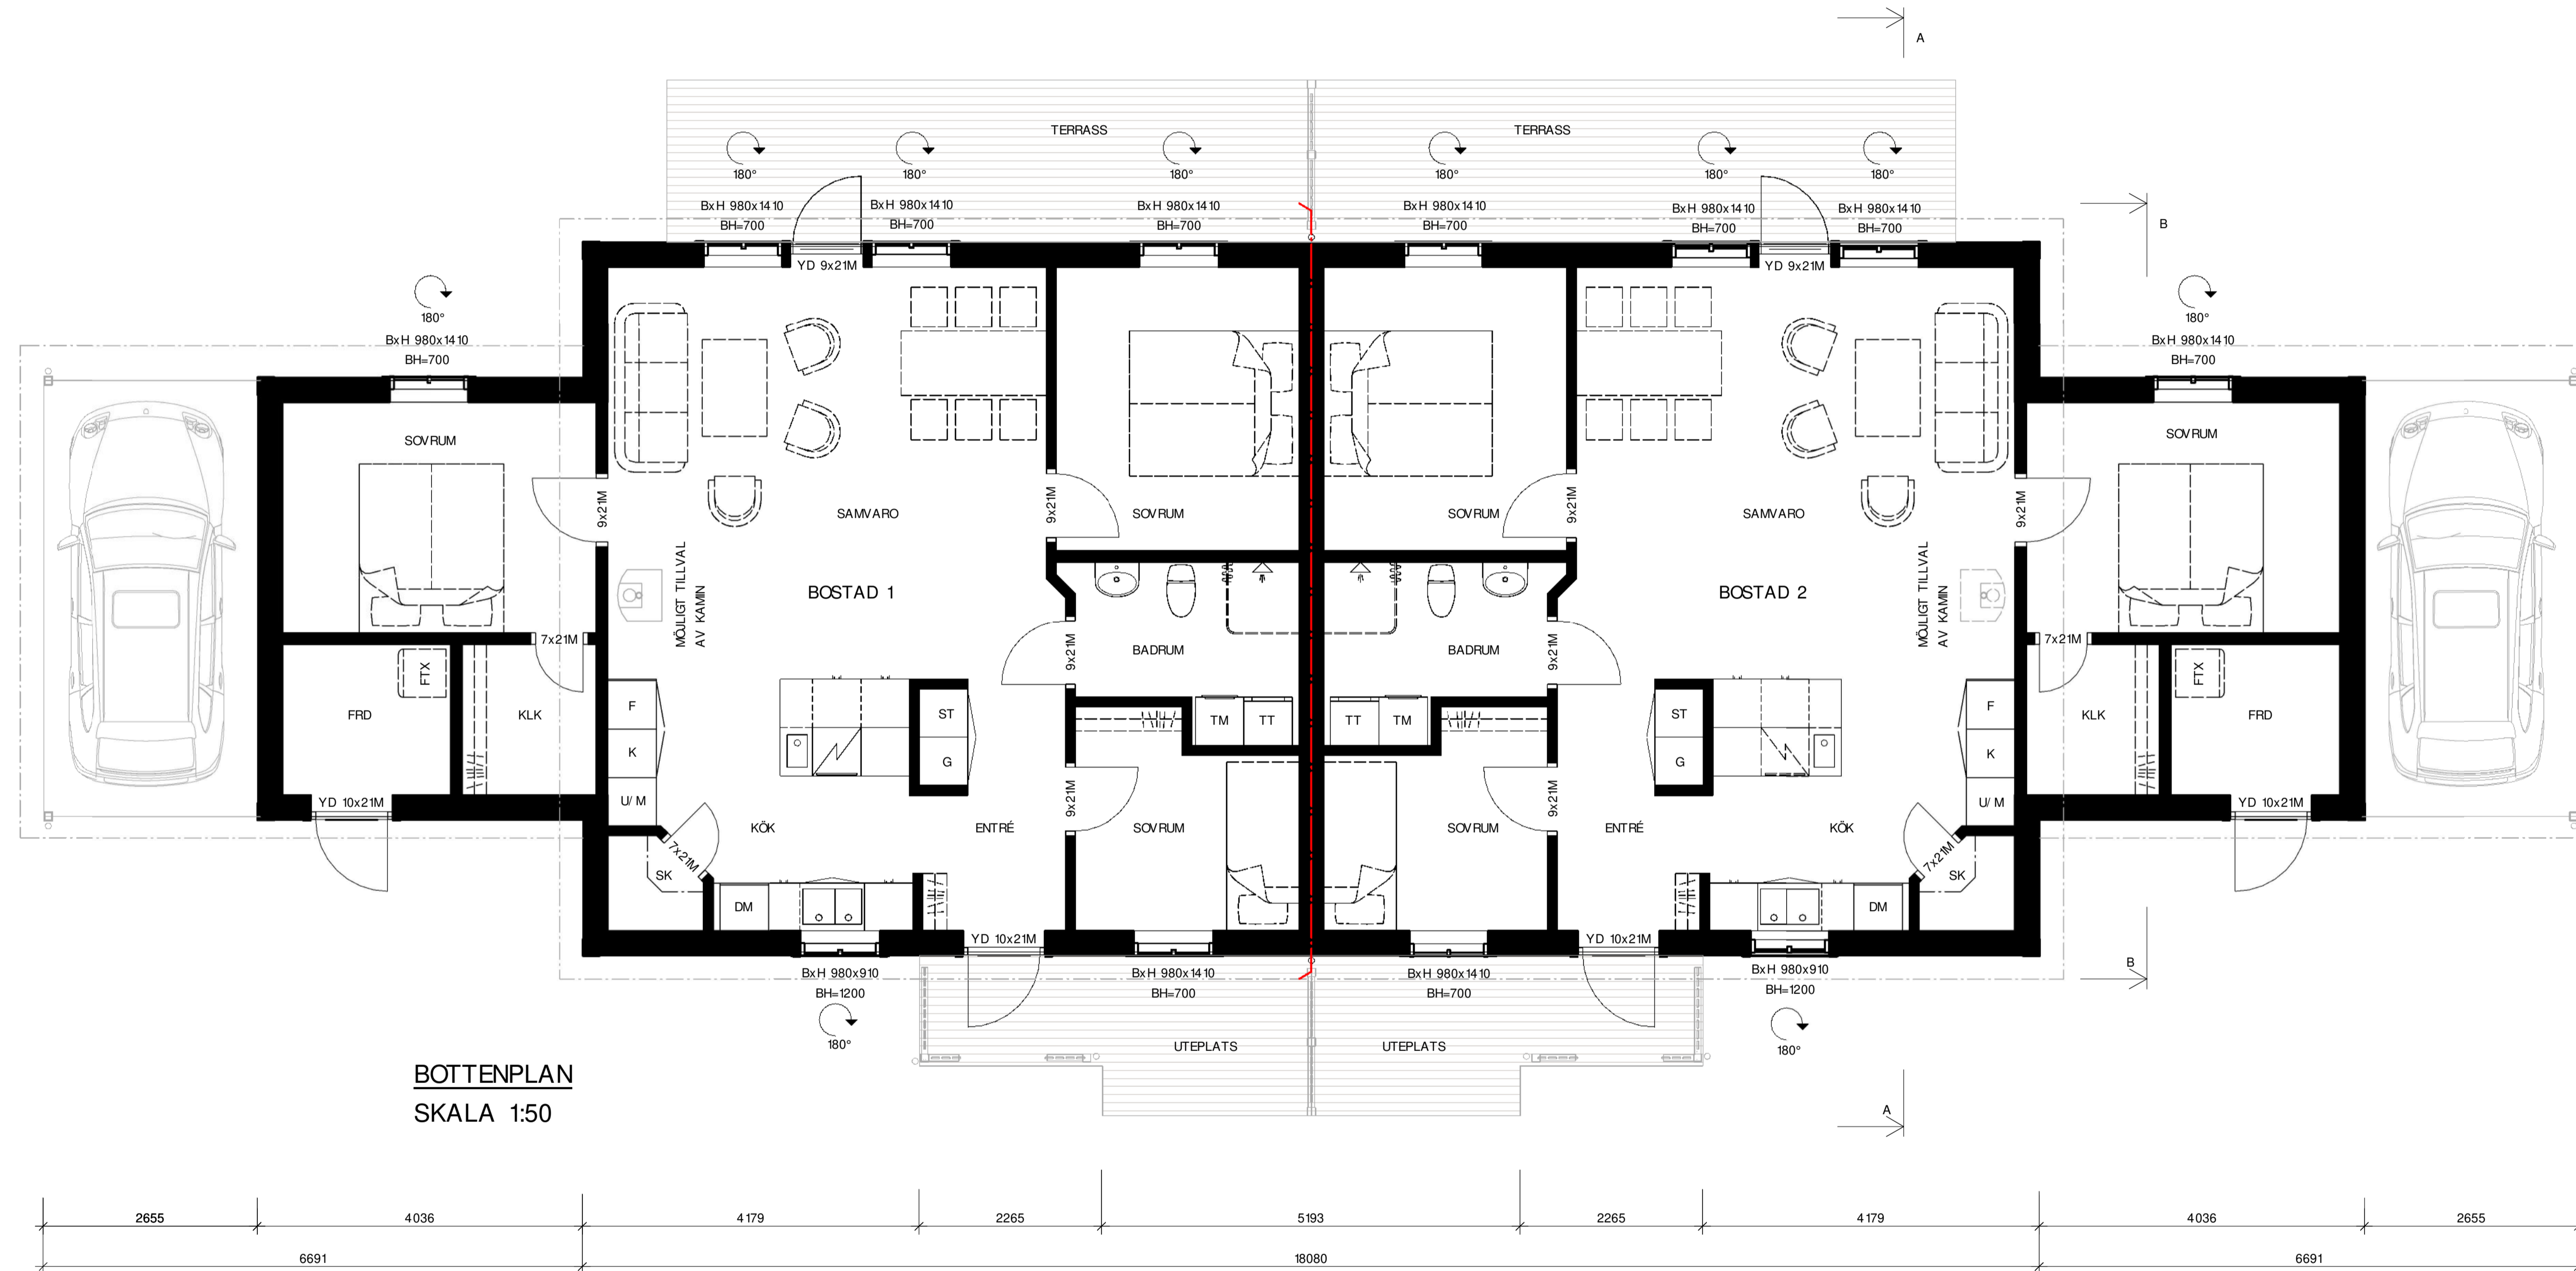 A
TERRASS
TERRASS
180°
180°
180°
180°
180°
180°
BxH 980x1410
BH=700
BxH 980x1410
BH=700
BxH 980x1410
BH=700
BxH 980x1410
BH=700
BxH 980x1410
BH=700
BxH 980x1410
BH=700
B
YD 9x21M
YD 9x21M
180°
BxH 980x1410
BH=700
180°
BxH 980x1410
BH=700
SOVRUM
SOVRUM
9x21M
9x21M
9x21M
9x21M
SAMVARO
SOVRUM
SOVRUM
SAMVARO
MÖJLIGT TILLVAL
AV KAMIN
BOSTAD 1
BOSTAD 2
MÖJLIGT TILLVAL
AV KAMIN
7x21M
9x21M
BADRUM
BADRUM
9x21M
7x21M
FTX
FTX
FRD
KLK
F
K
U/M
ST
G
TM
TT
TT
TM
ST
G
F
K
U/M
KLK
FRD
YD 10x21M
9x21M
9x21M
YD 10x21M
KÖK
ENTRÉ
SOVRUM
SOVRUM
ENTRÉ
KÖK
7x21M
7x21M
SK
SK
DM
DM
YD 10x21M
YD 10x21M
BxH 980x910
BH=1200
BxH 980x1410
BH=700
BxH 980x1410
BH=700
BxH 980x910
BH=1200
B
180°
180°
UTEPLATS
UTEPLATS
BOTTENPLAN
SKALA 1:50
A
2655
4036
4179
2265
5193
2265
4179
4036
2655
6691
18080
6691